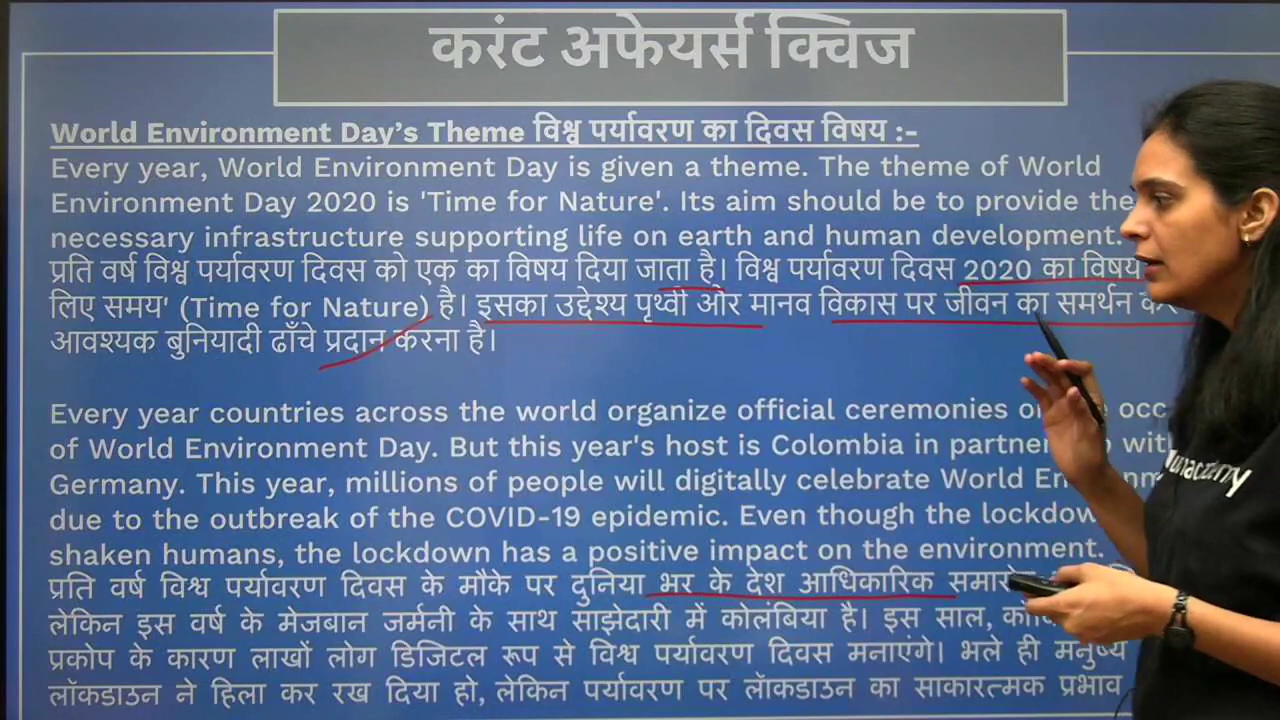 करंट अफेयर्स क्विज
World Environment Day's Theme विश्व पर्यावरण का दिवस विषय :-
Every year, World Environment Day is given a theme. The theme of World
Environment Day 2020 is 'Time for Nature'. Its aim should be to provide the
necessary infrastructure supporting life on earth and human development.
प्रति वर्ष विश्व पर्यावरण दिवस को एक का विषय दिया जाता है। विश्व पर्यावरण दिवस 2020 का विषय
लिए समय' (Time for Nature) है। इसका उद्देश्य पृथ्वी और मानव विकास पर जीवन का समर्थन
आवश्यक बुनियादी ढाँचे प्रदान करना है।
Every year countries across the world organize official ceremonies
of World Environment Day. But this year's host is Colombia in
Germany. This year, millions of people will digitally celebrate World
due to the outbreak of the COVID-19 epidemic. Even though the
shaken humans, the lockdown has a positive impact on the environment.
प्रति वर्ष विश्व पर्यावरण दिवस के मौके पर दुनिया भर के देश आधिकारिक
लेकिन इस वर्ष के मेजबान जर्मनी के साथ साझेदारी में कोलंबिया है। इस साल,
प्रकोप के कारण लाखों लोग डिजिटल रूप से विश्व पर्यावरण दिवस मनाएंगे। भले ही मनुष्य
लॉकडाउन ने हिला कर रख दिया हो, लेकिन पर्यावरण पर लॉकडाउन का साकारत्मक प्रभाव